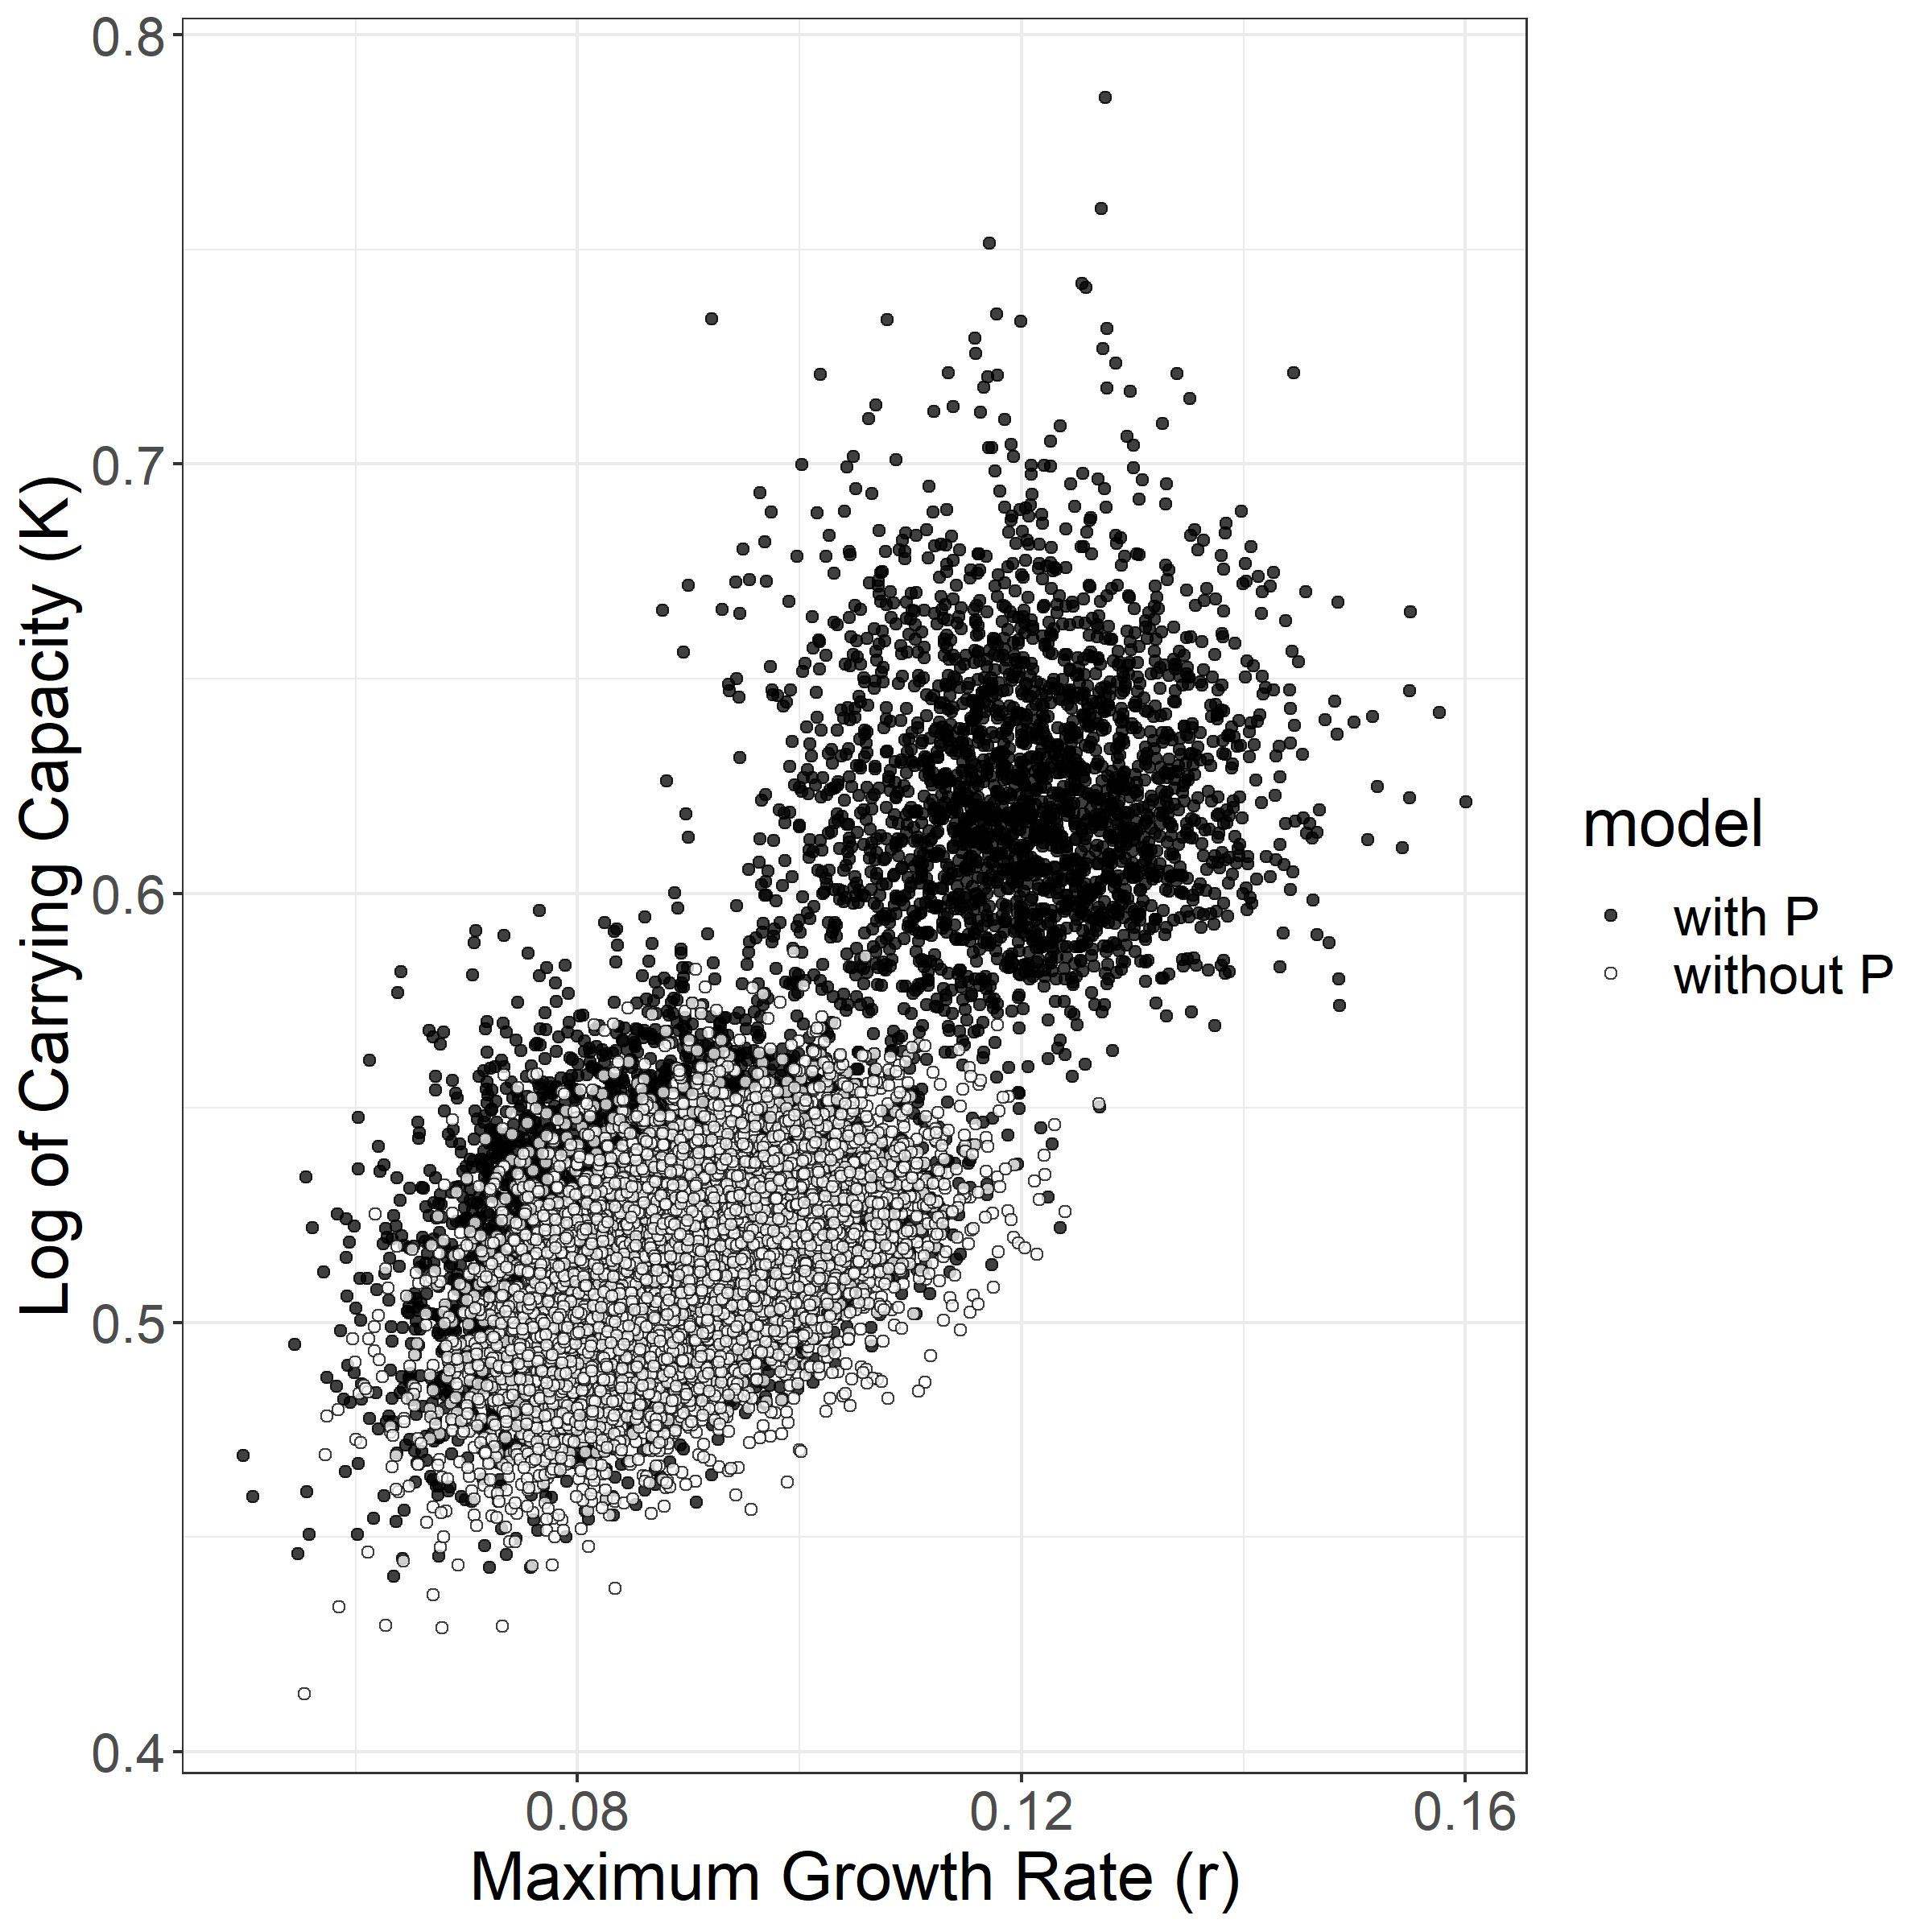 Log of Carrying Capacity (K)
0.8
0.7
0.6
0.5
0.4
0.08
0.12
0.16
Maximum Growth Rate (r)
model
with P
without P